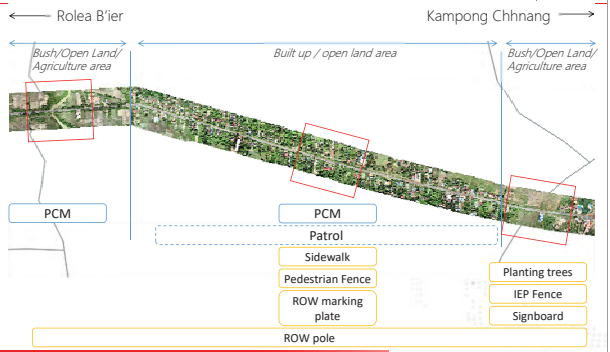 Rolea B'ier
Kampong Chhnang
Bush/Open Land/
Agriculture area
Built up / open land area
Bush/Open Land/
Agriculture area
PCM
PCM
Patrol
Sidewalk
Pedestrian Fence
ROW marking
plate
Planting trees
IEP Fence
Signboard
ROW pole